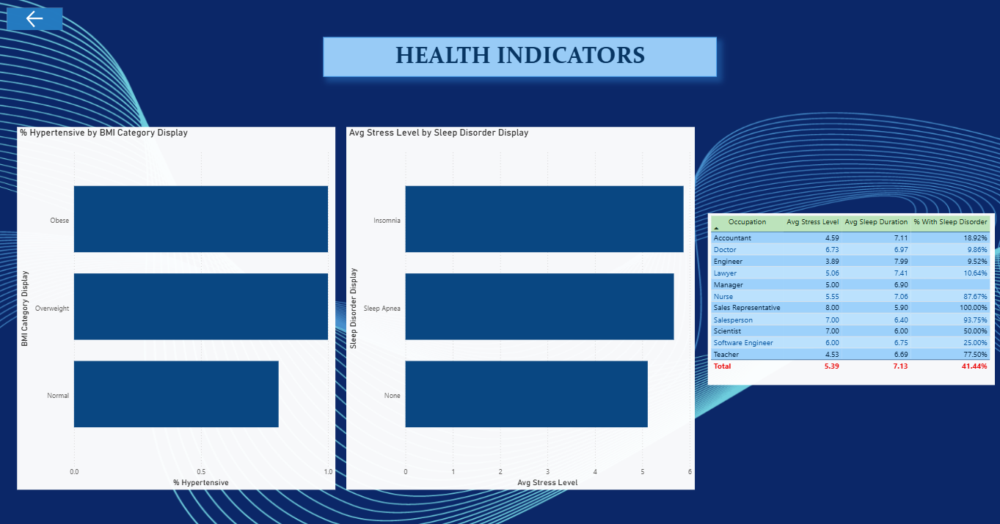 HEALTH INDICATORS
% Hypertensive by BMI Category Display
BMI Category Display
Obese
Overweight
Normal
0.0 0.5 1.0
% Hypertensive
Avg Stress Level by Sleep Disorder Display
Sleep Disorder Display
Insomnia
Sleep Apnea
None
0 1 2 3 4 5 6
Avg Stress Level
Occupation Avg Stress Level Avg Sleep Duration % With Sleep Disorder
Accountant 4.59 7.11 18.92%
Doctor 6.73 6.97 9.86%
Engineer 3.89 7.99 9.52%
Lawyer 5.06 7.41 10.64%
Manager 5.00 6.90
Nurse 5.55 7.06 87.67%
Sales Representative 8.00 5.90 100.00%
Salesperson 7.00 6.40 93.75%
Scientist 7.00 6.00 50.00%
Software Engineer 6.00 6.75 25.00%
Teacher 4.53 6.69 77.50%
Total 5.39 7.13 41.44%